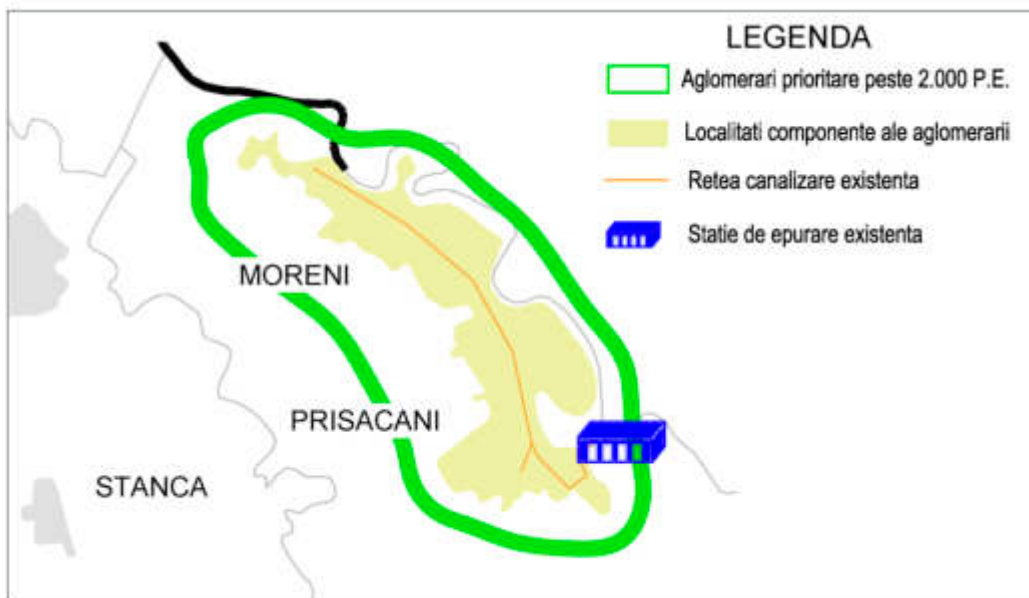 LEGENDA
Aglomerari prioritare peste 2.000 P.E.
Localitati componente ale aglomerarii
Retea canalizare existenta
Statie de epurare existenta
MORENI
PRISACANI
STANCA